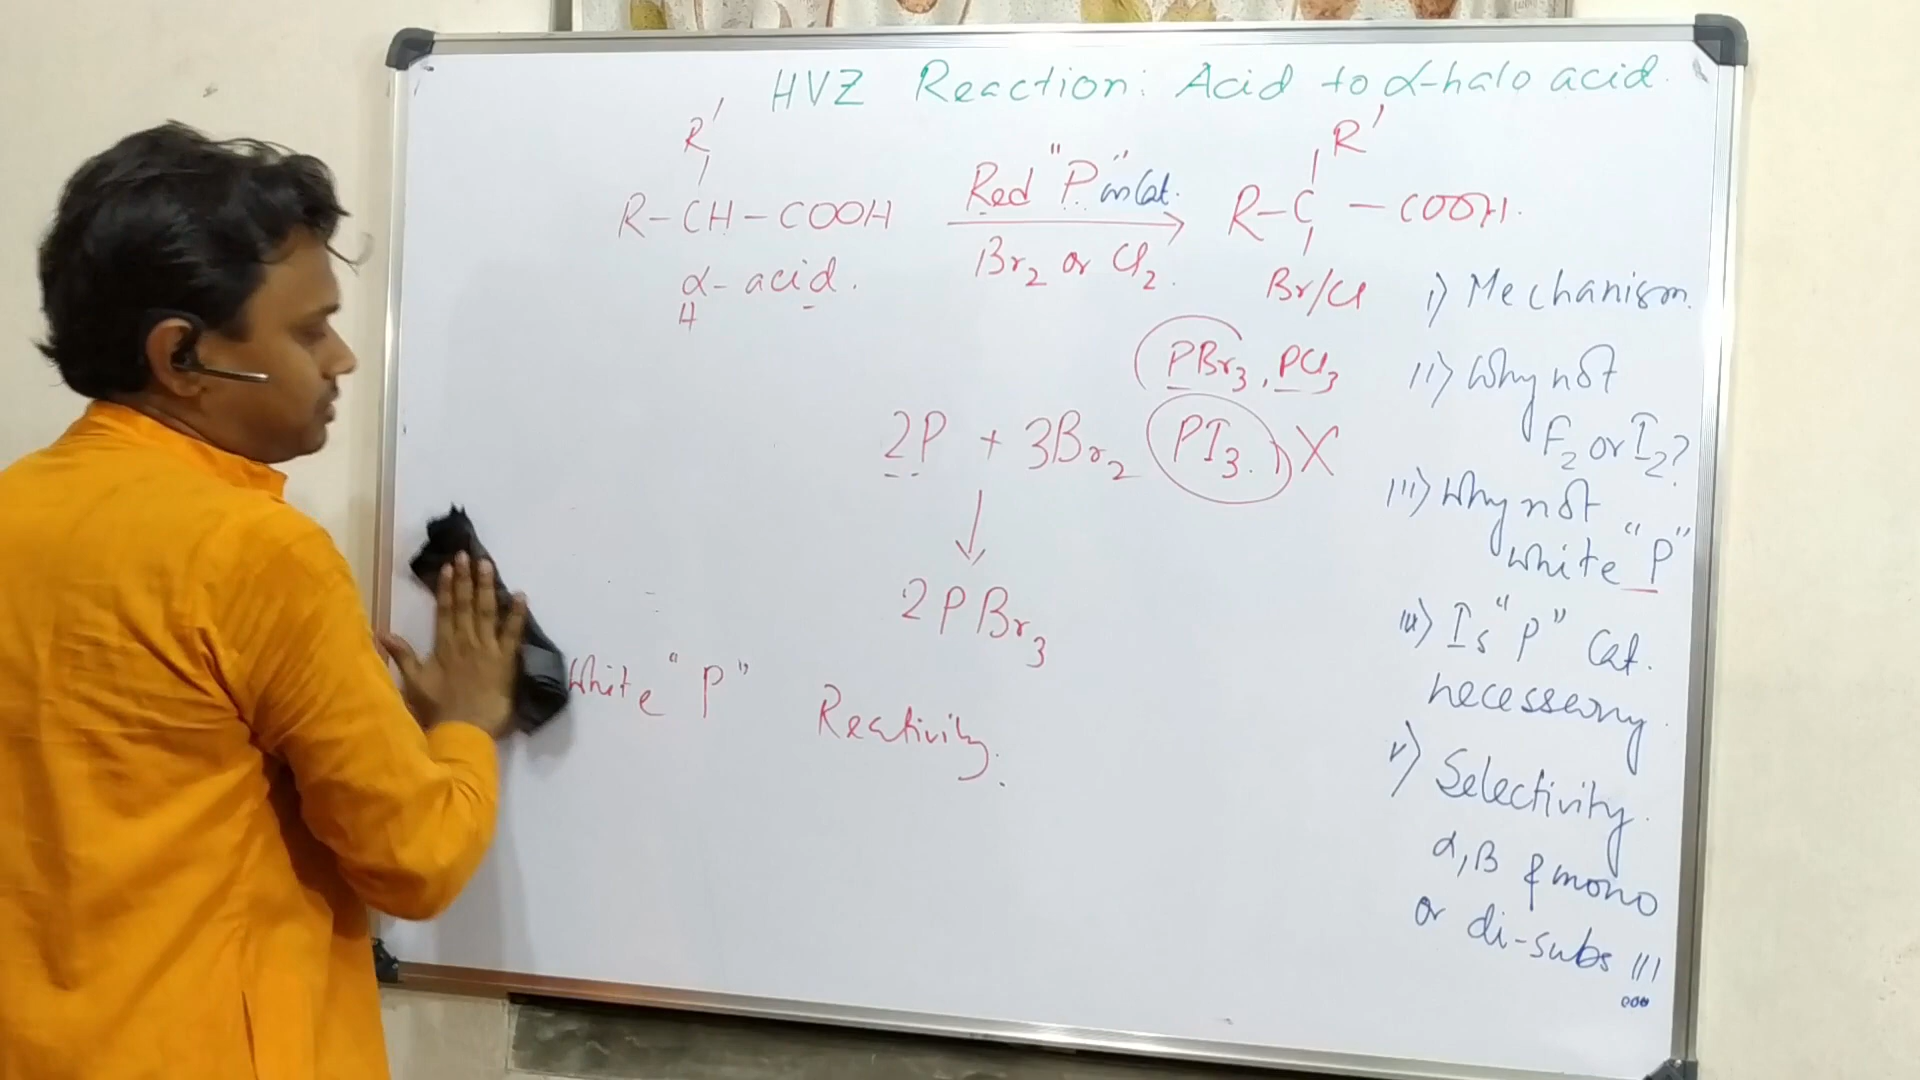 HVZ Reaction: Acid to α-halo acid.
R'
R-CH-COOH
α-acid.
H
Red "P" as Cat.
Br2 or Cl2.
R'
R-C-COOH.
Br/Cl
(PBr3, PCl3
PI3.) X
2P + 3Br2
2PBr3
White "P" Reactivity.
i) Mechanism.
ii) Why not
F2 or I2?
iii) Why not
white "P"
iv) Is "P" Cat.
necessary.
v) Selectivity.
α, β & mono
or di-subs !!!